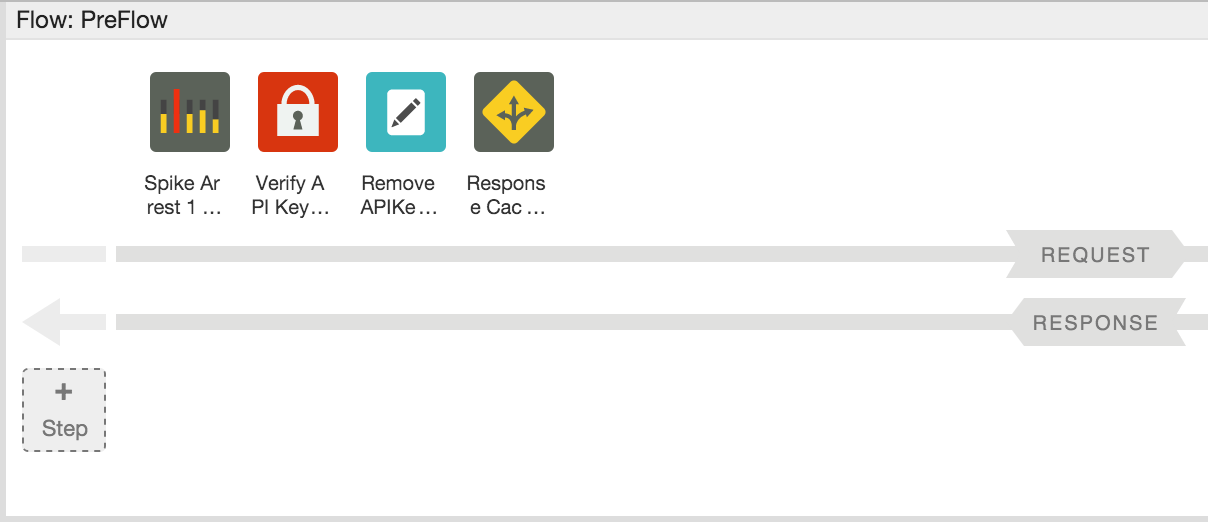 Flow: PreFlow
Spike Ar
rest 1 ...
Verify A
PI Key...
Remove
APIKe...
Respons
e Cac ...
REQUEST
RESPONSE
+
Step